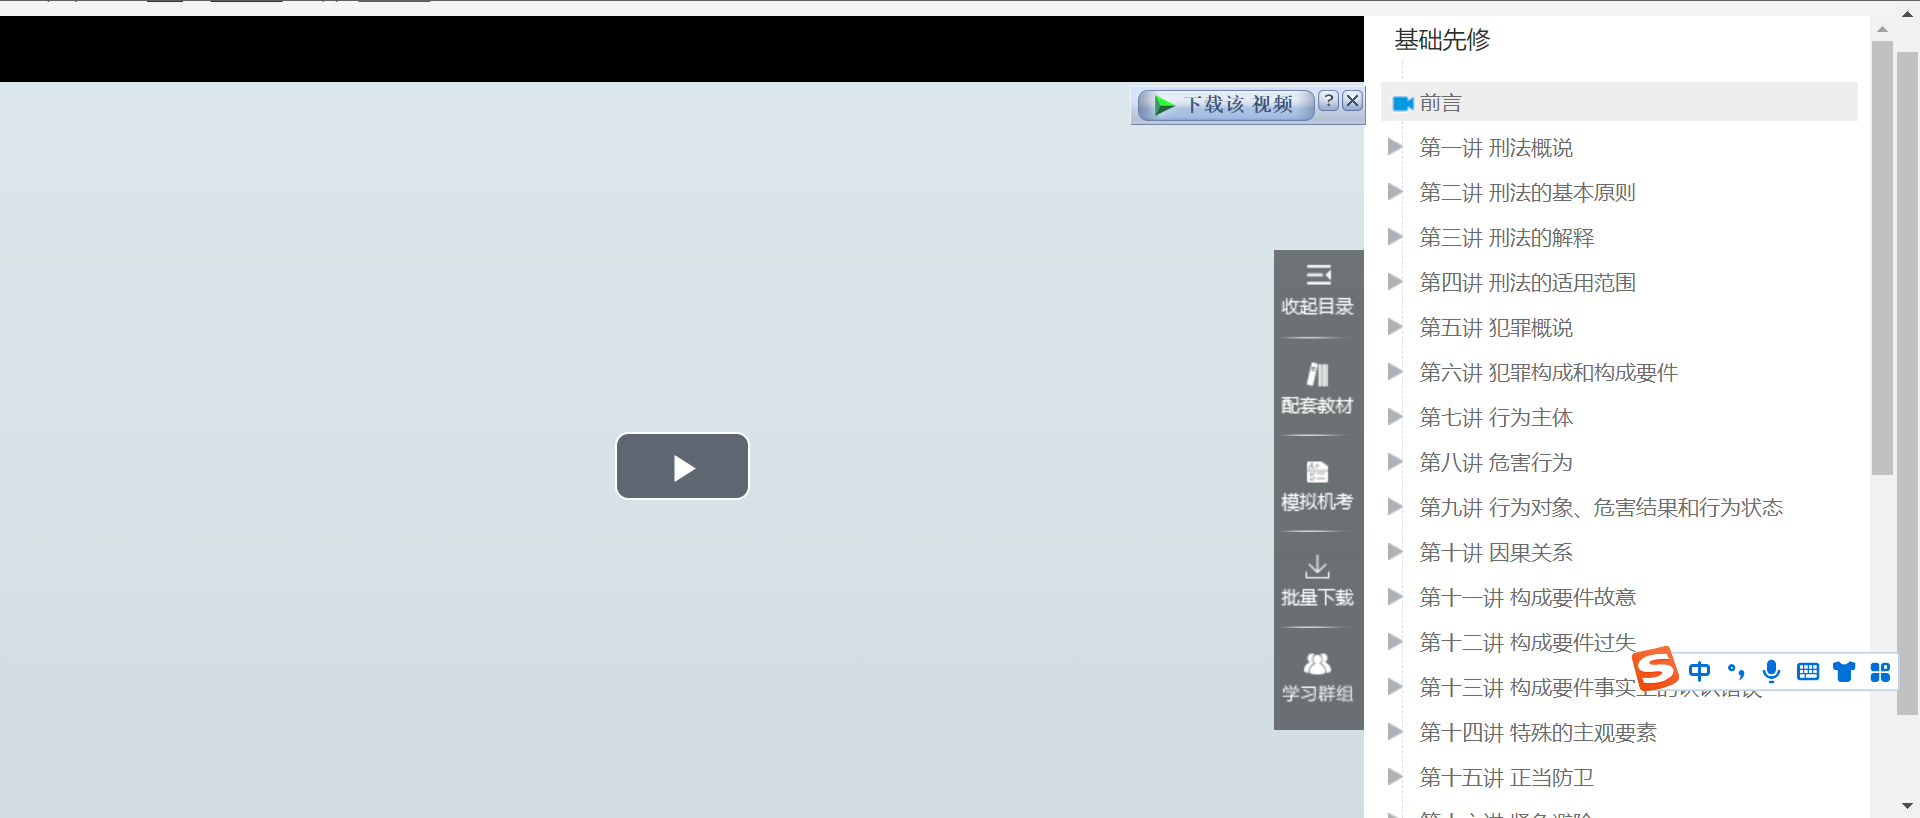 基础先修
下载该 视频 ?
前言
第一讲 刑法概说
第二讲 刑法的基本原则
第三讲 刑法的解释
第四讲 刑法的适用范围
第五讲 犯罪概说
第六讲 犯罪构成和构成要件
第七讲 行为主体
第八讲 危害行为
第九讲 行为对象、危害结果和行为状态
第十讲 因果关系
第十一讲 构成要件故意
第十二讲 构成要件过失
第十三讲 构成要件事实
第十四讲 特殊的主观要素
第十五讲 正当防卫
收起目录
配套教材
模拟机考
批量下载
学习群组
S 中 °,